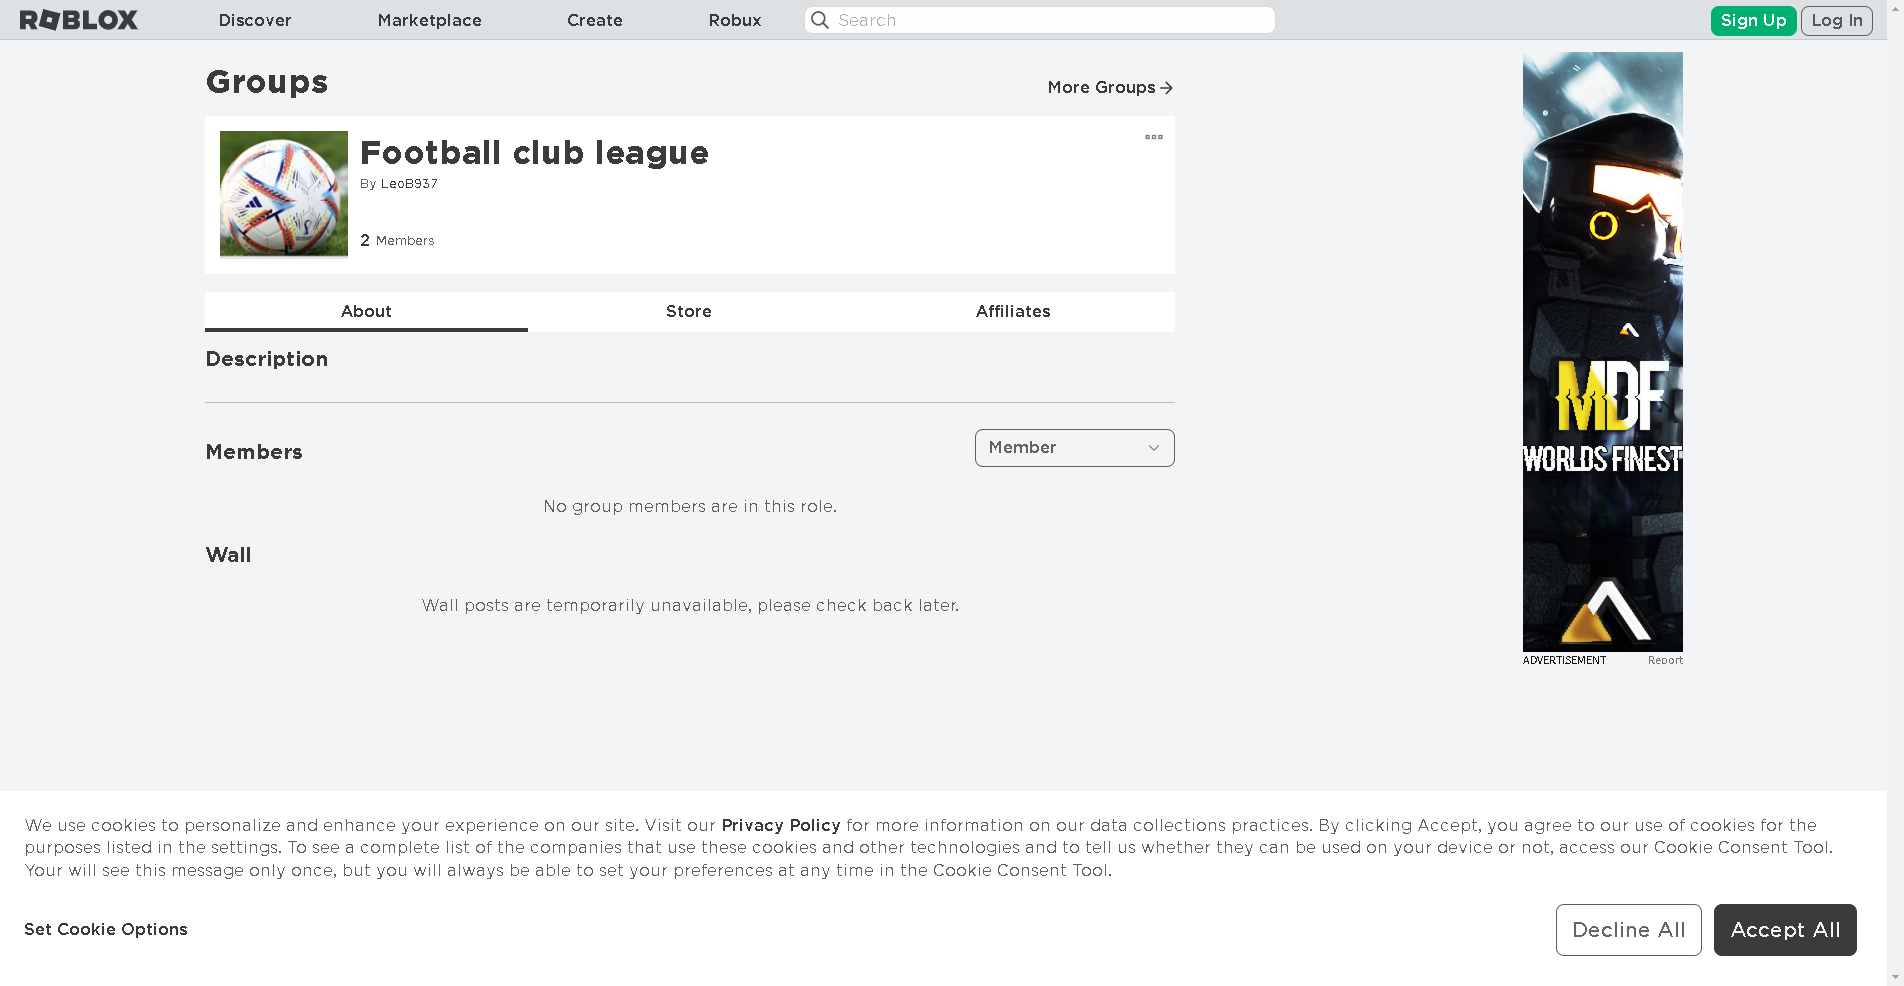 ROBLOX Discover Marketplace Create Robux Search Sign Up Log In
Groups
More Groups
Football club league
By LeoB937
2 Members
About Store Affiliates
Description
Members
Member
No group members are in this role.
Wall
Wall posts are temporarily unavailable, please check back later.
MDF
WORLDS FINEST
ADVERTISEMENT Report
We use cookies to personalize and enhance your experience on our site. Visit our Privacy Policy for more information on our data collections practices. By clicking Accept, you agree to our use of cookies for the
purposes listed in the settings. To see a complete list of the companies that use these cookies and other technologies and to tell us whether they can be used on your device or not, access our Cookie Consent Tool.
Your will see this message only once, but you will always be able to set your preferences at any time in the Cookie Consent Tool.
Set Cookie Options
Decline All
Accept All